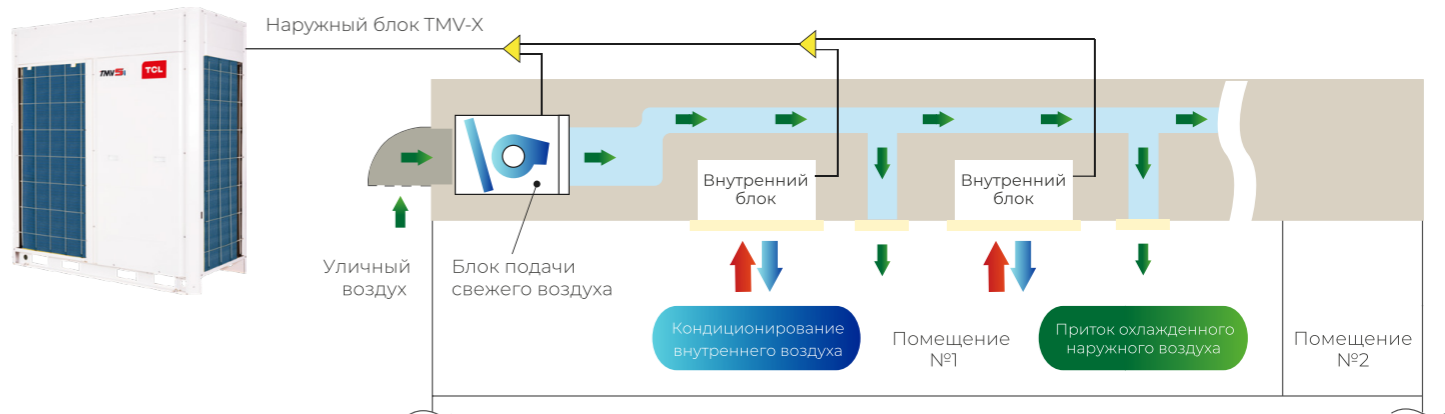 Наружный блок TMV-X
TMV5
TCL
Внутренний
блок
Внутренний
блок
Уличный
воздух
Блок подачи
свежего воздуха
Кондиционирование
внутреннего воздуха
Помещение
№1
Приток охлажденного
наружного воздуха
Помещение
№2